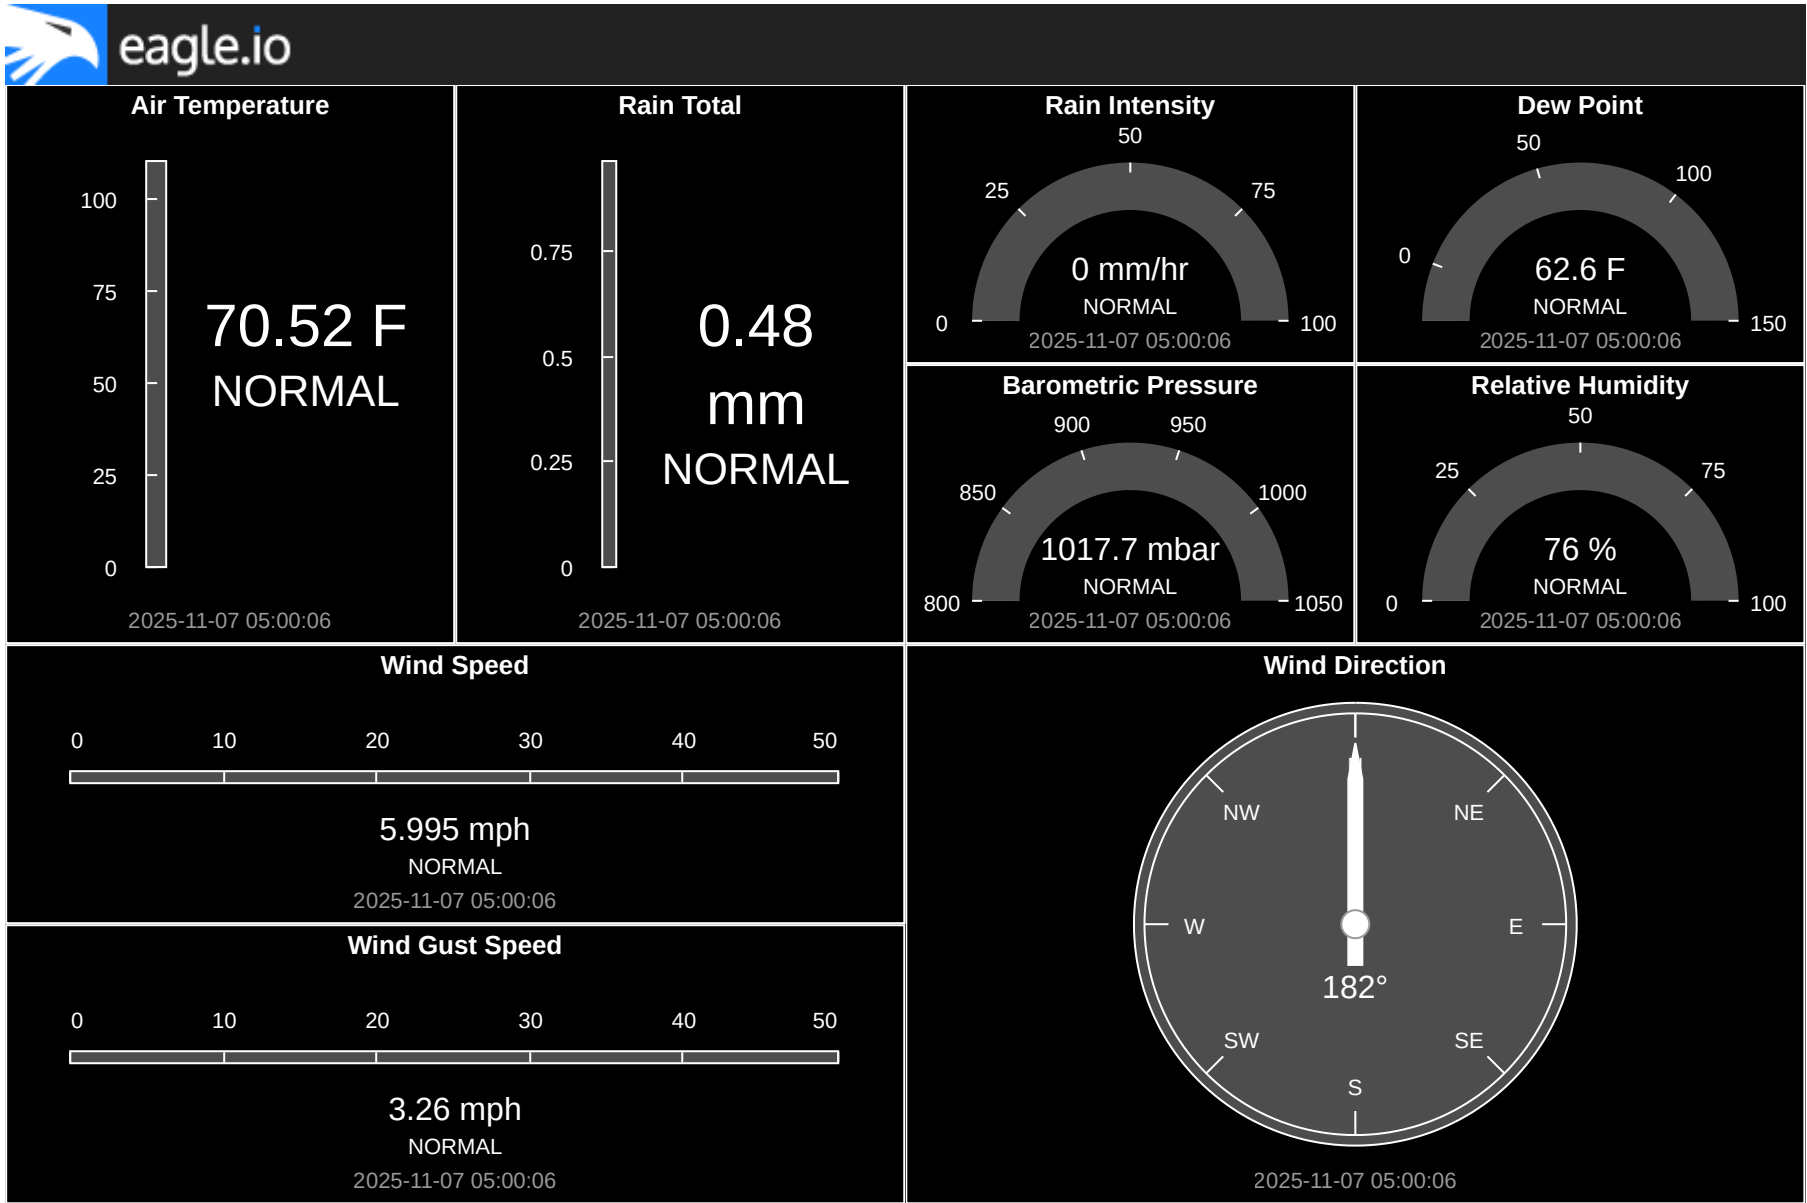 eagle.io
Air Temperature
100
75
50
25
0
70.52 F
NORMAL
2025-11-07 05:00:06
Rain Total
0.75
0.5
0.25
0
0.48
mm
NORMAL
2025-11-07 05:00:06
Rain Intensity
50
25
75
0
100
0 mm/hr
NORMAL
2025-11-07 05:00:06
Dew Point
50
100
0
150
62.6 F
NORMAL
2025-11-07 05:00:06
Barometric Pressure
900
950
850
1000
800
1050
1017.7 mbar
NORMAL
2025-11-07 05:00:06
Relative Humidity
50
25
75
0
100
76 %
NORMAL
2025-11-07 05:00:06
Wind Speed
0 10 20 30 40 50
5.995 mph
NORMAL
2025-11-07 05:00:06
Wind Gust Speed
0 10 20 30 40 50
3.26 mph
NORMAL
2025-11-07 05:00:06
Wind Direction
NW NE
W E
182°
SW SE
S
2025-11-07 05:00:06